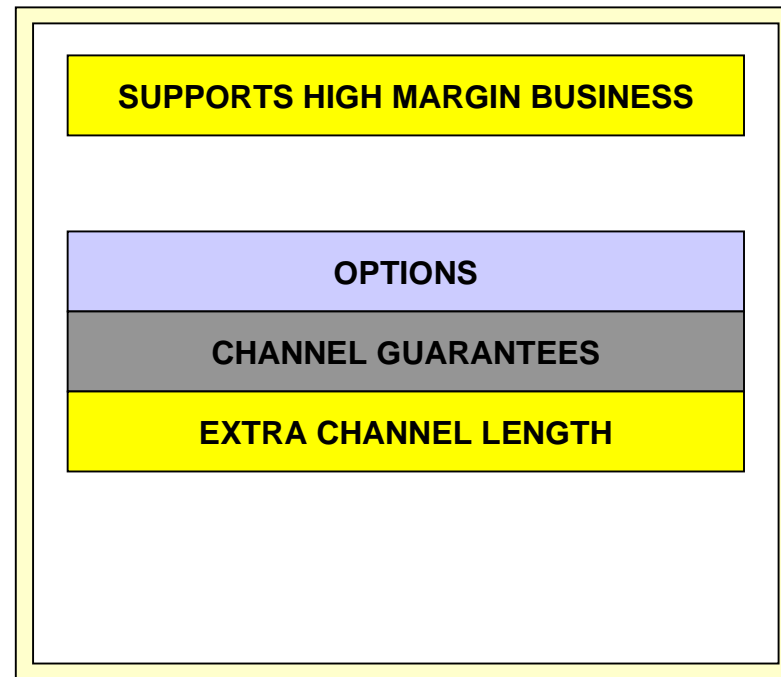 SUPPORTS HIGH MARGIN BUSINESS
OPTIONS
CHANNEL GUARANTEES
EXTRA CHANNEL LENGTH